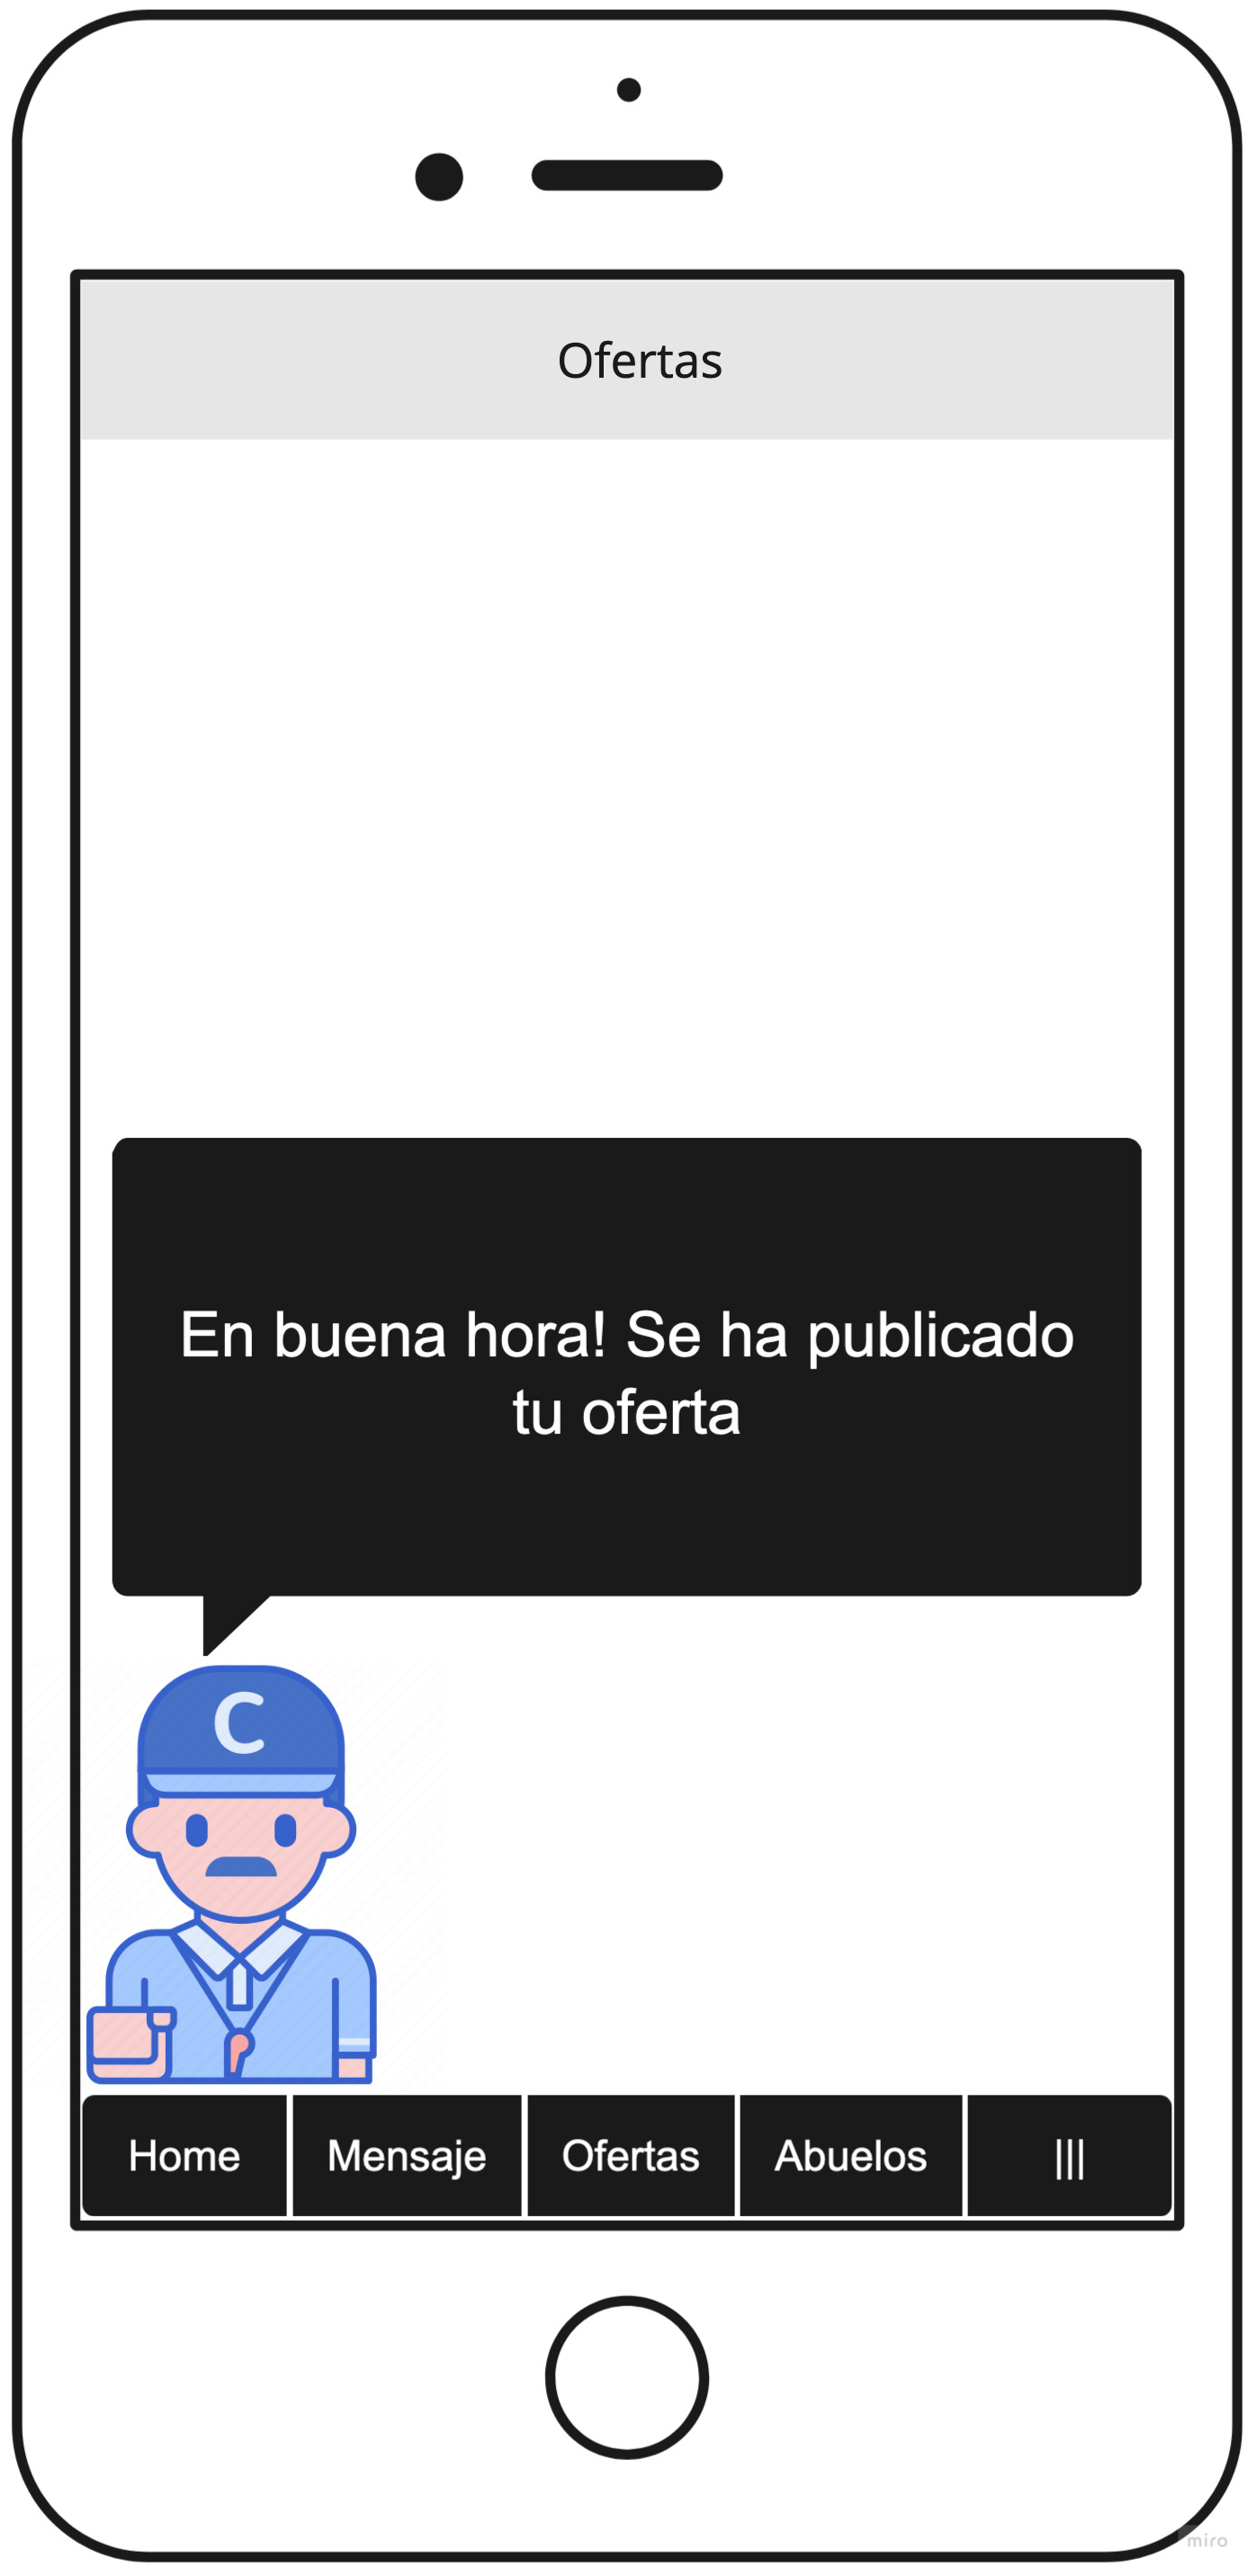 Ofertas
En buena hora! Se ha publicado
tu oferta
C
Home Mensaje Ofertas Abuelos |||
miro